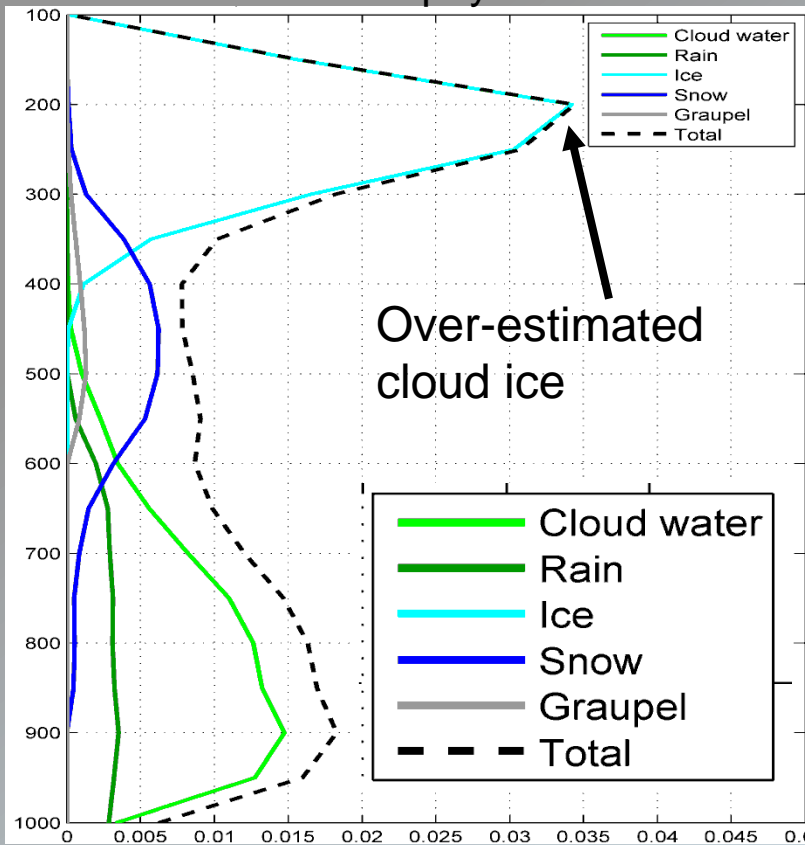 100
200
300
400
500
600
700
800
900
1000
0 0.005 0.01 0.015 0.02 0.025 0.03 0.035 0.04 0.045
Cloud water
Rain
Ice
Snow
Graupel
Total
Over-estimated
cloud ice
Cloud water
Rain
Ice
Snow
Graupel
Total